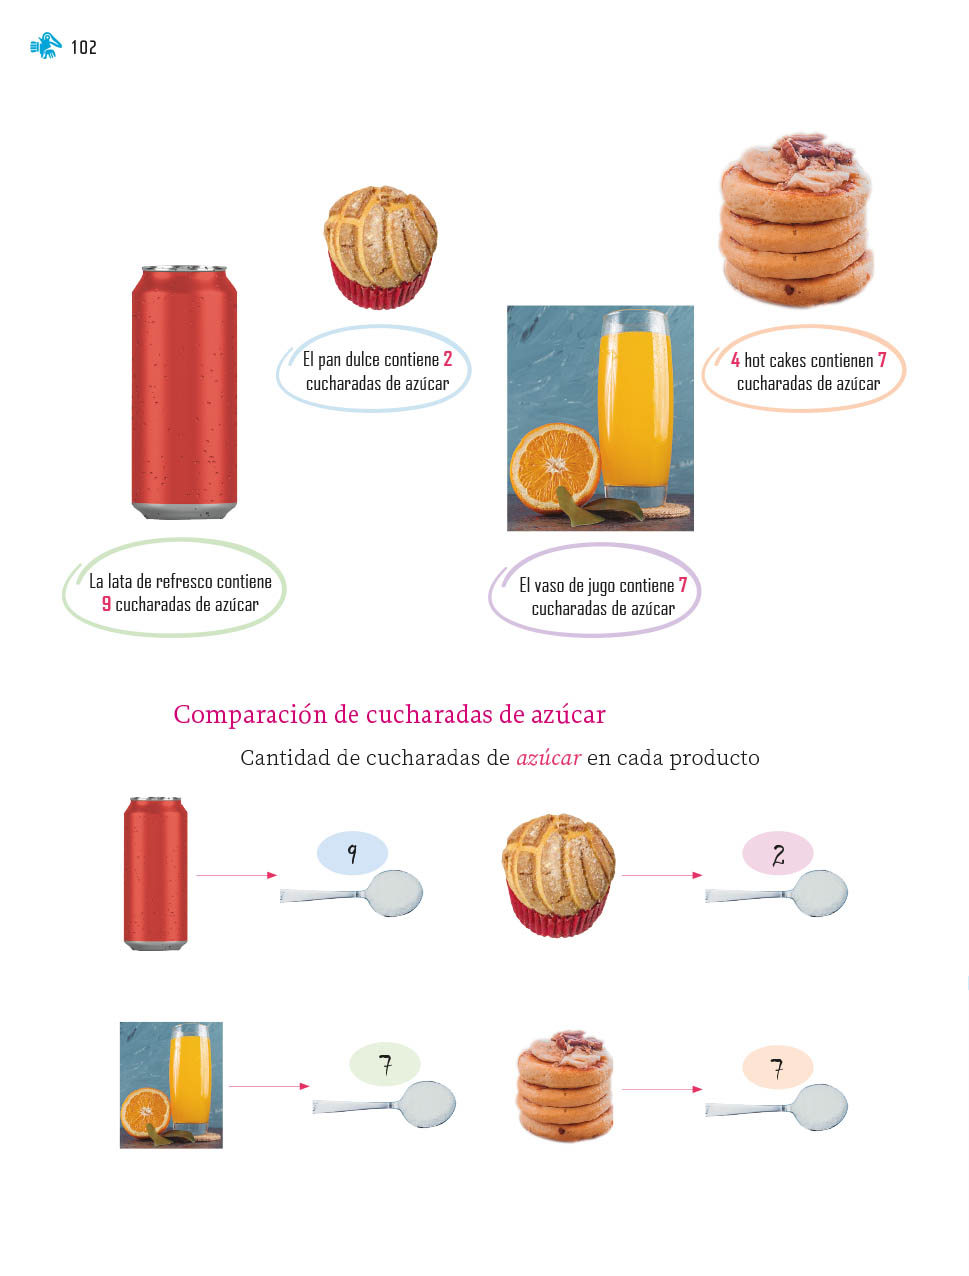 102
El pan dulce contiene 2
cucharadas de azúcar
4 hot cakes contienen 7
cucharadas de azúcar
La lata de refresco contiene
9 cucharadas de azúcar
El vaso de jugo contiene 7
cucharadas de azúcar
Comparación de cucharadas de azúcar
Cantidad de cucharadas de azúcar en cada producto
9
2
7
7